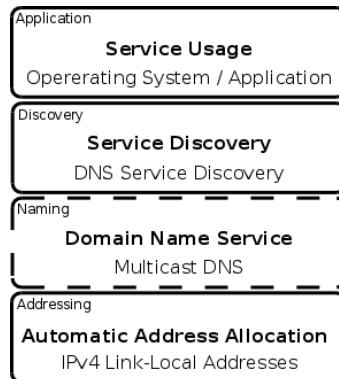 Application
Service Usage
Opererating System / Application
Discovery
Service Discovery
DNS Service Discovery
Naming
Domain Name Service
Multicast DNS
Addressing
Automatic Address Allocation
IPv4 Link-Local Addresses